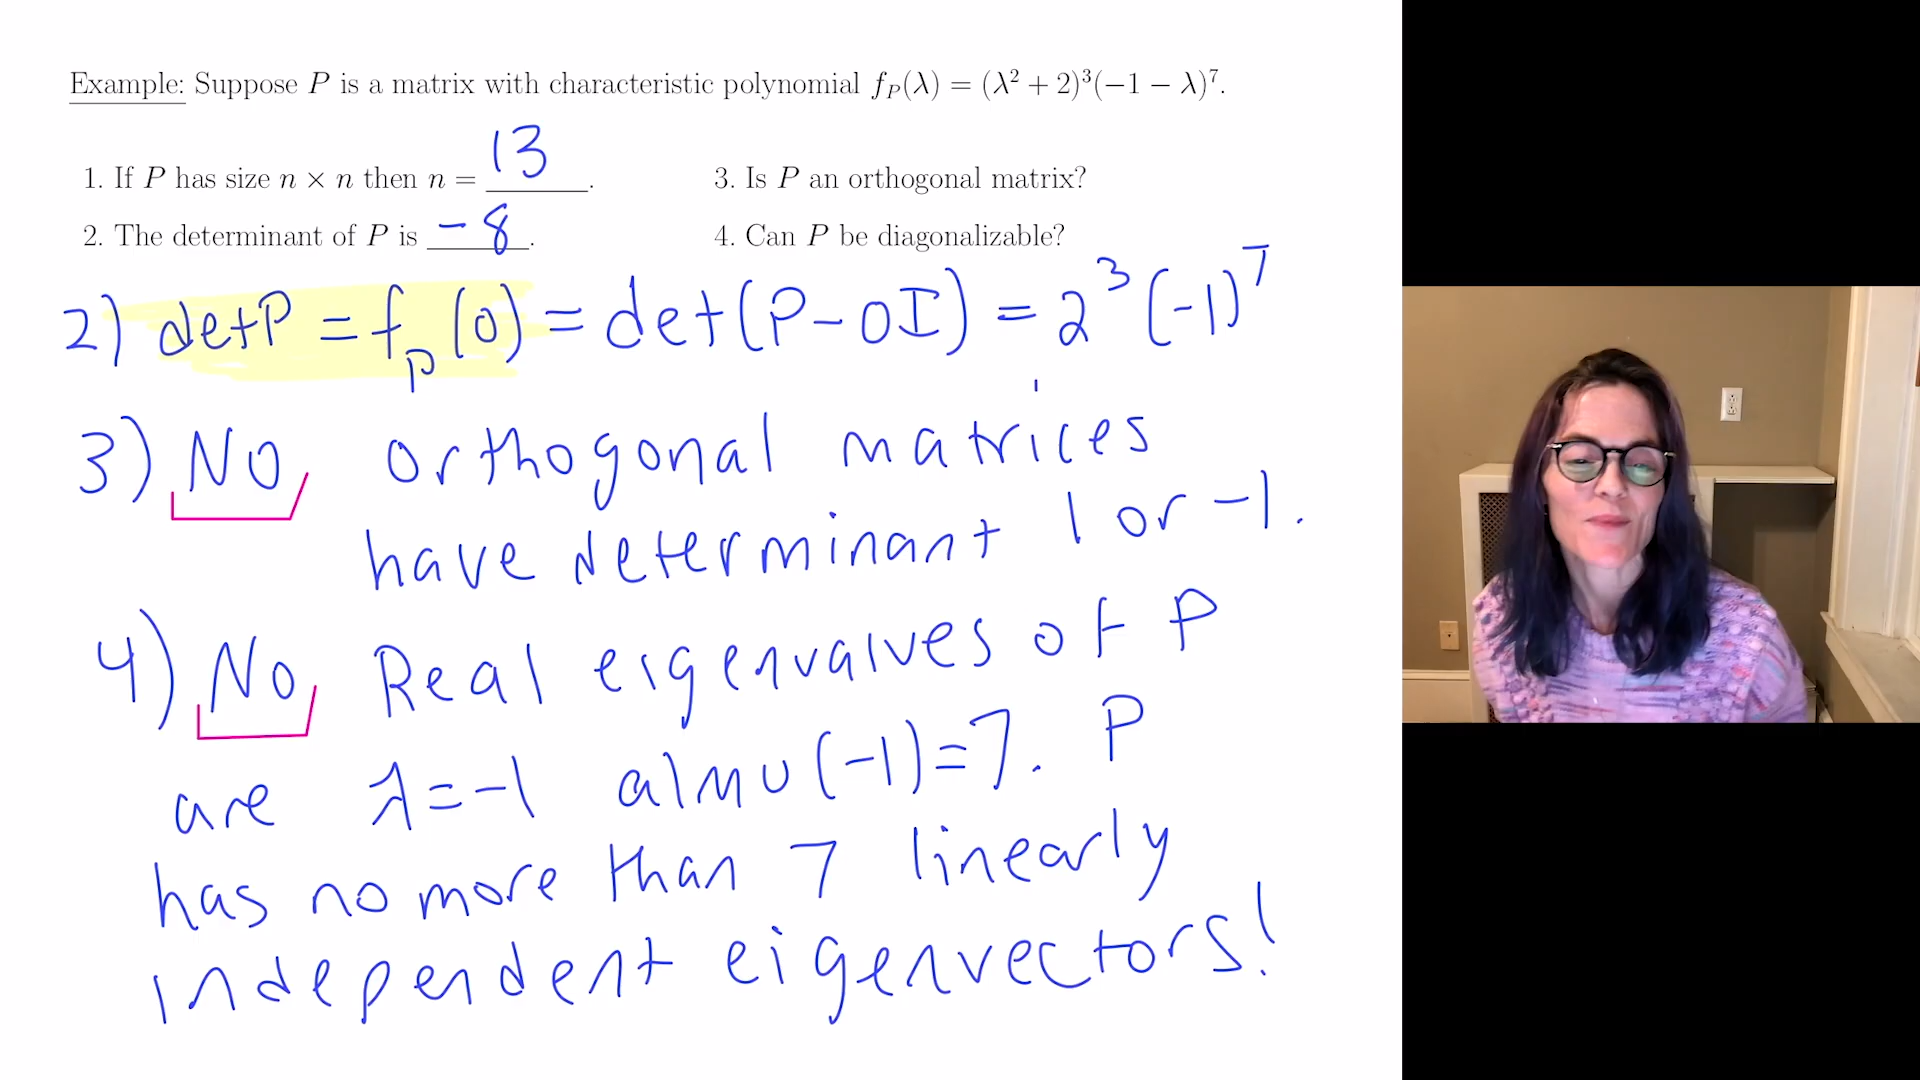 Example: Suppose P is a matrix with characteristic polynomial f_P(λ) = (λ² + 2)³(−1 − λ)⁷.
1. If P has size n × n then n = 13.
2. The determinant of P is −8.
3. Is P an orthogonal matrix?
4. Can P be diagonalizable?
2) detP = f_P(0) = det(P−0I) = 2³(−1)⁷
3) No, orthogonal matrices
have determinant 1 or −1.
4) No, Real eigenvalues of P
are λ=−1 almu(−1)=7. P
has no more than 7 linearly
independent eigenvectors!